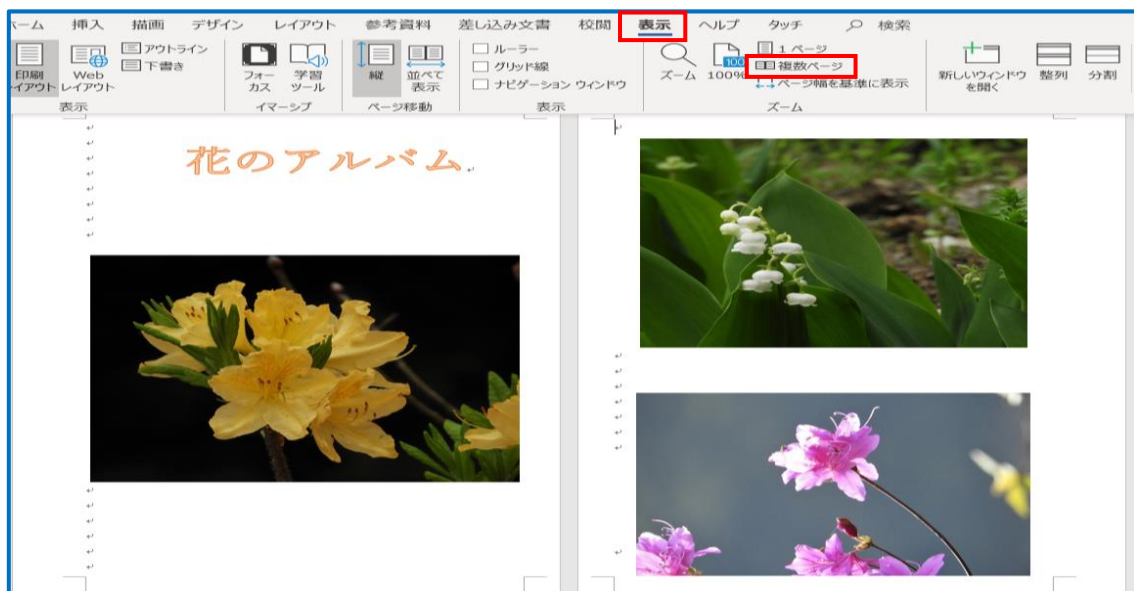 ホーム 挿入 描画 デザイン レイアウト 参考資料 差し込み文書 校閲 表示 ヘルプ タッチ 検索
印刷
イアウト
Web
レイアウト
アウトライン
下書き
表示
フォー
カス
学習
ツール
イマーシブ
縦
並べて
表示
ページ移動
ルーラー
グリッド線
ナビゲーション ウィンドウ
表示
ズーム
100
100%
1 ページ
複数ページ
ページ幅を基準に表示
ズーム
新しいウィンドウ
を開く
整列
分割
花のアルバム